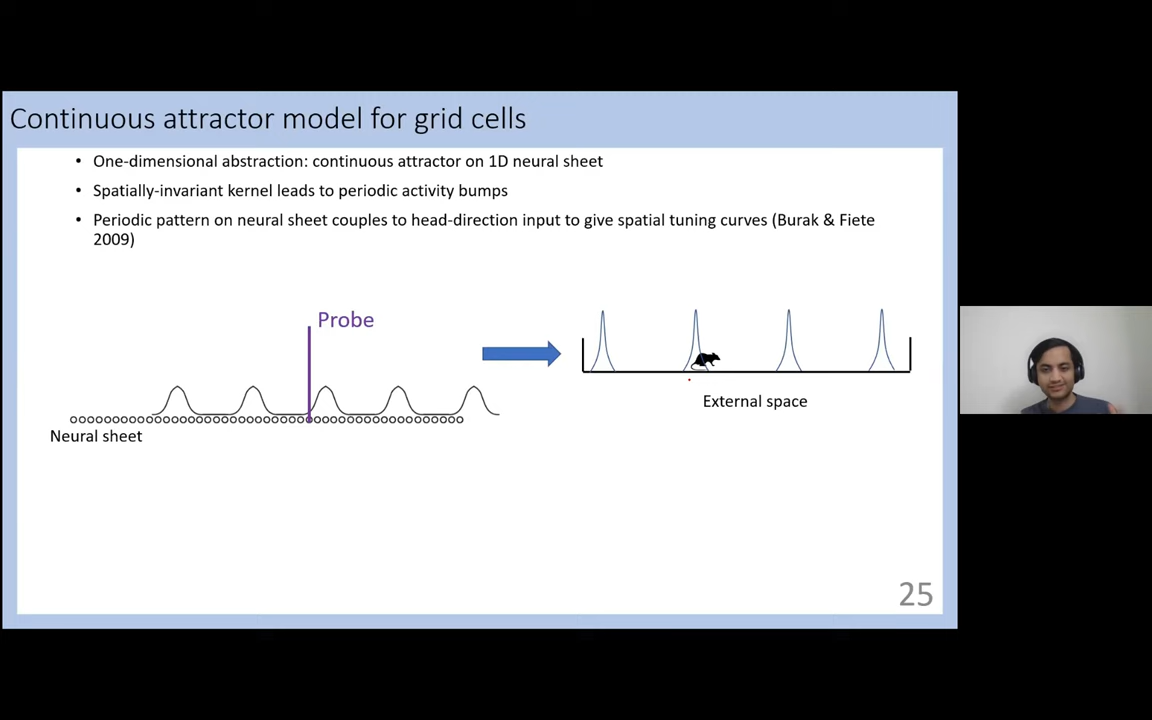 Continuous attractor model for grid cells
• One-dimensional abstraction: continuous attractor on 1D neural sheet
• Spatially-invariant kernel leads to periodic activity bumps
• Periodic pattern on neural sheet couples to head-direction input to give spatial tuning curves (Burak & Fiete
2009)
Probe
External space
Neural sheet
25